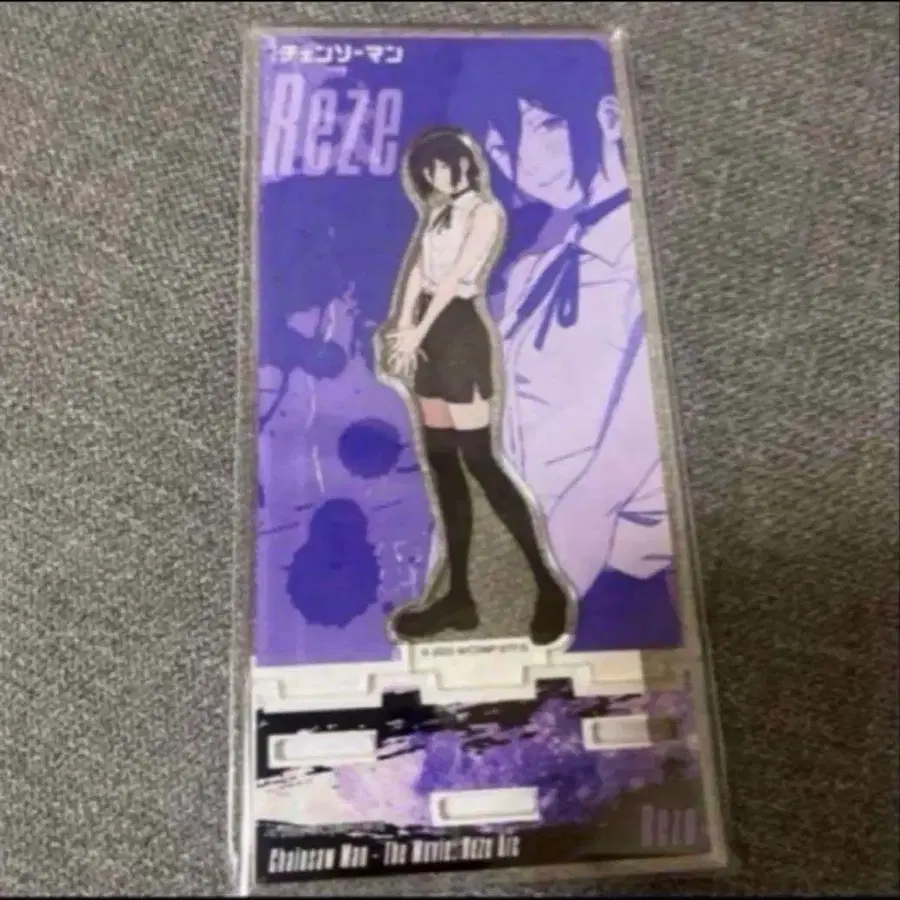 チェンソーマン
Reze
Chainsaw Man - The Movie: Reze Arc
Reze